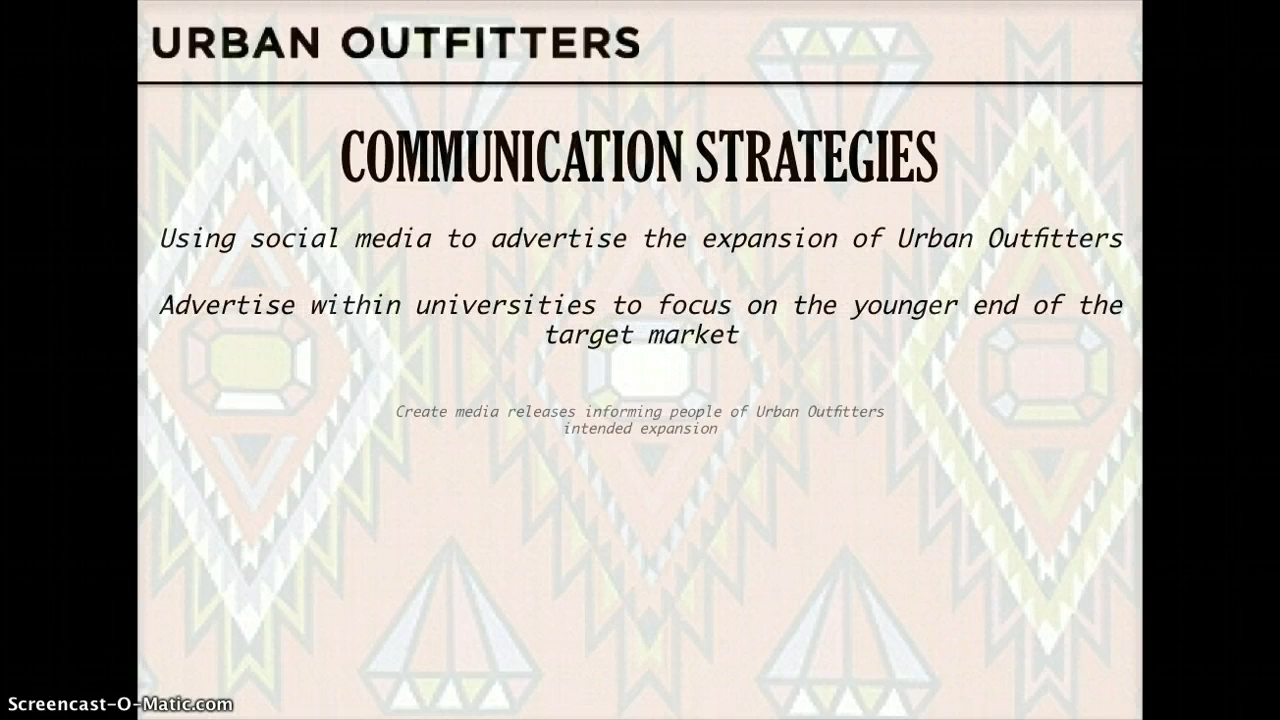 URBAN OUTFITTERS
COMMUNICATION STRATEGIES
Using social media to advertise the expansion of Urban Outfitters
Advertise within universities to focus on the younger end of the
target market
Create media releases informing people of Urban Outfitters
intended expansion
Screencast-O-Matic.com